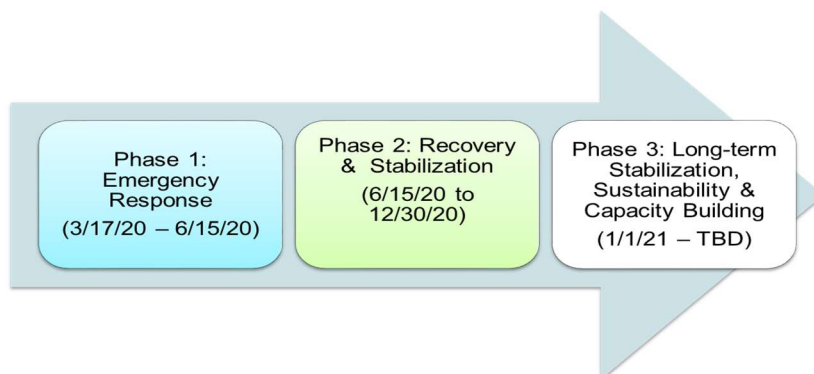 Phase 1:
Emergency
Response
(3/17/20 – 6/15/20)
Phase 2: Recovery
& Stabilization
(6/15/20 to
12/30/20)
Phase 3: Long-term
Stabilization,
Sustainability &
Capacity Building
(1/1/21 – TBD)